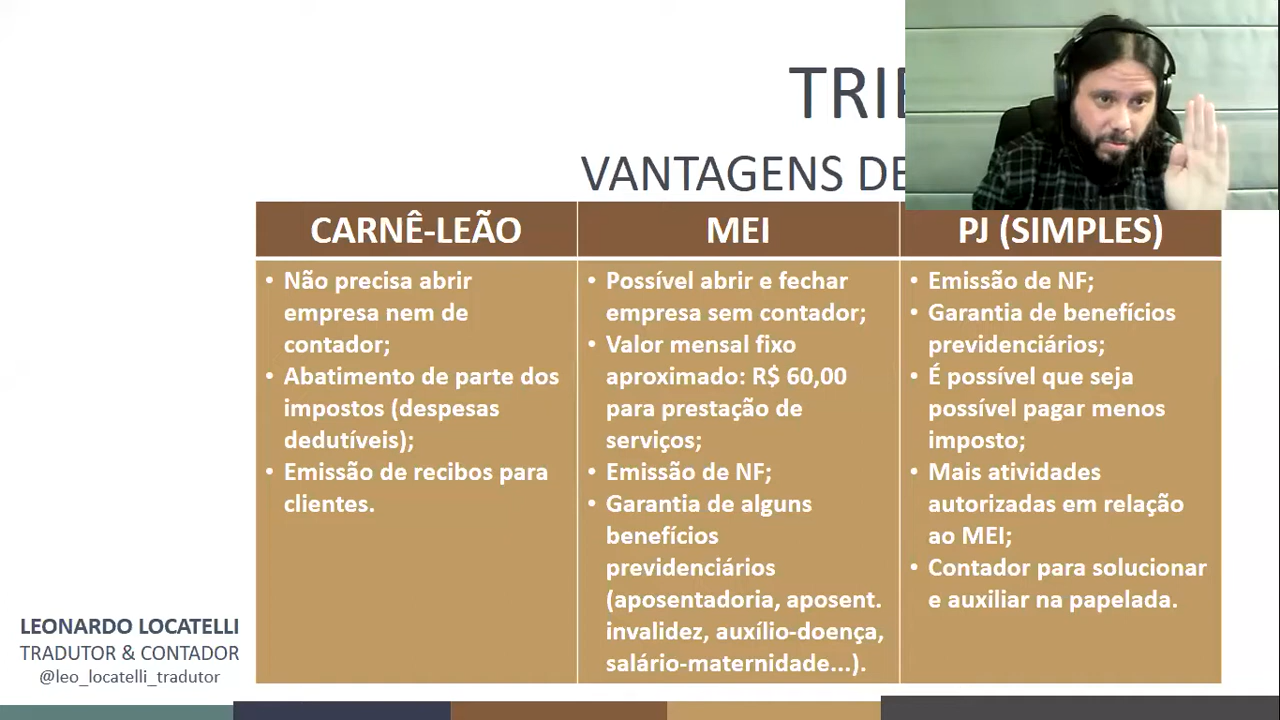 VANTAGENS
CARNÊ-LEÃO
• Não precisa abrir
empresa nem de
contador;
• Abatimento de parte dos
impostos (despesas
dedutíveis);
• Emissão de recibos para
clientes.
MEI
• Possível abrir e fechar
empresa sem contador;
• Valor mensal fixo
aproximado: R$ 60,00
para prestação de
serviços;
• Emissão de NF;
• Garantia de alguns
benefícios
previdenciários
(aposentadoria, aposent.
invalidez, auxílio-doença,
salário-maternidade...).
PJ (SIMPLES)
• Emissão de NF;
• Garantia de benefícios
previdenciários;
• É possível que seja
possível pagar menos
imposto;
• Mais atividades
autorizadas em relação
ao MEI;
• Contador para solucionar
e auxiliar na papelada.
LEONARDO LOCATELLI
TRADUTOR & CONTADOR
@leo_locatelli_tradutor